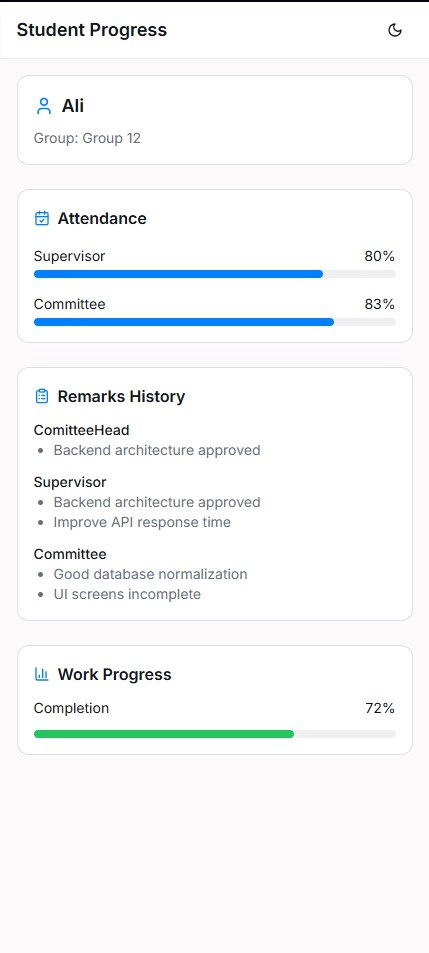 Student Progress
Ali
Group: Group 12
Attendance
Supervisor 80%
Committee 83%
Remarks History
ComitteeHead
• Backend architecture approved
Supervisor
• Backend architecture approved
• Improve API response time
Committee
• Good database normalization
• UI screens incomplete
Work Progress
Completion 72%